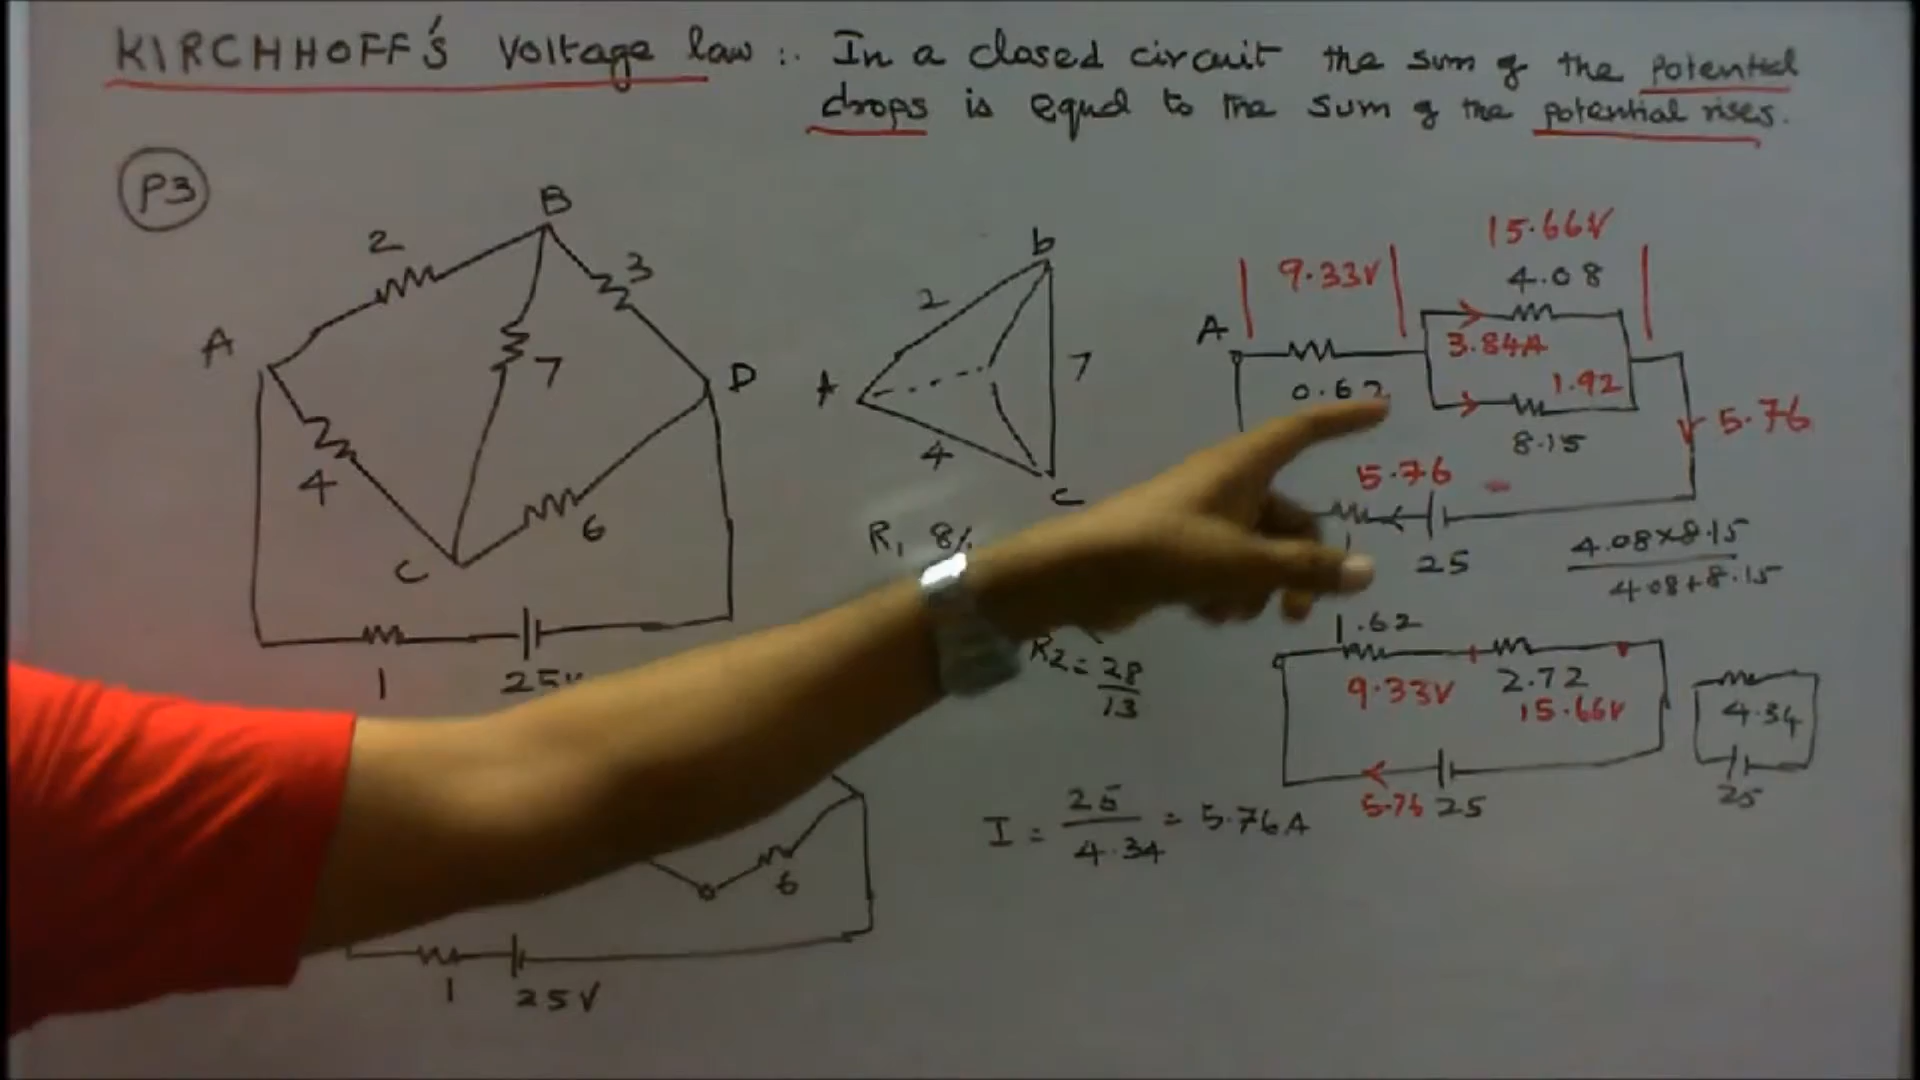 KIRCHHOFF's Voltage law :. In a closed circuit the sum of the potential
drops is equal to the sum of the potential rises.
P3
B
2
3
A
7
D
4
6
C
1
25V
b
2
A
7
4
C
R1 8/
R2 = 28/13
6
1
25V
15.66V
9.33V
4.08
A
3.84A
0.62
1.92
5.76
8.15
5.76
1
25
4.08x8.15
4.08+8.15
1.62
9.33V
2.72
15.66V
4.34
5.76
25
25
I = 25/4.34 = 5.76A